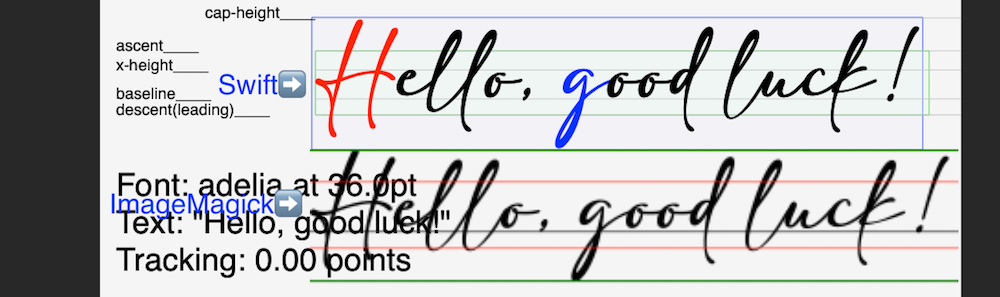 cap-height____
ascent____
x-height____
Swift➡️ Hello, good luck!
baseline____
descent(leading)____
Font: adelia at 36.0pt
ImageMagick➡️ Hello, good luck!
Text: "Hello, good luck!"
Tracking: 0.00 points